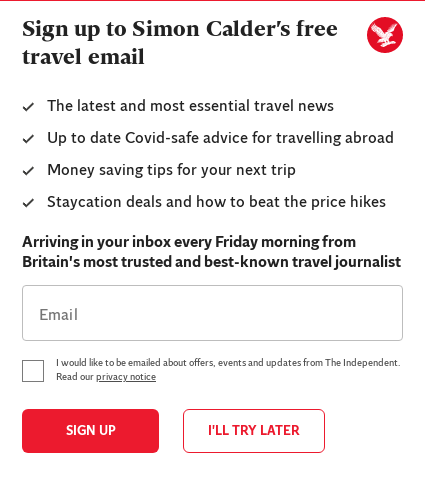 Sign up to Simon Calder’s free
travel email
The latest and most essential travel news
Up to date Covid-safe advice for travelling abroad
Money saving tips for your next trip
Staycation deals and how to beat the price hikes
Arriving in your inbox every Friday morning from
Britain's most trusted and best-known travel journalist
Email
I would like to be emailed about offers, events and updates from The Independent.
Read our privacy notice
SIGN UP
I'LL TRY LATER